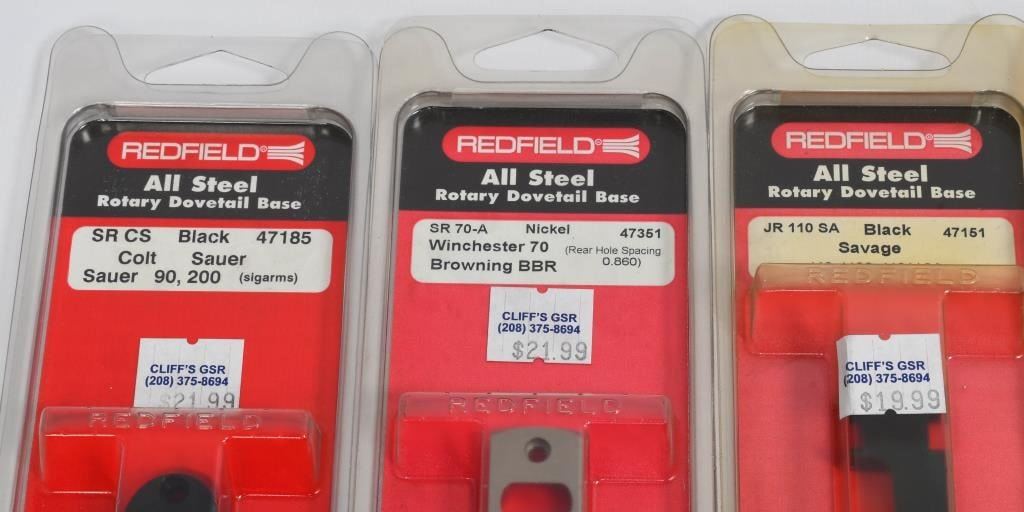 REDFIELD®
All Steel
Rotary Dovetail Base
SR CS Black 47185
Colt Sauer
Sauer 90, 200 (sigarms)
CLIFF'S GSR
(208) 375-8694
$21.99
REDFIELD
REDFIELD®
All Steel
Rotary Dovetail Base
SR 70-A Nickel 47351
Winchester 70 (Rear Hole Spacing
Browning BBR 0.860)
CLIFF'S GSR
(208) 375-8694
$21.99
REDFIELD
REDFIELD®
All Steel
Rotary Dovetail Base
JR 110 SA Black 47151
Savage
REDFIELD
CLIFF'S GSR
(208) 375-8694
$19.99